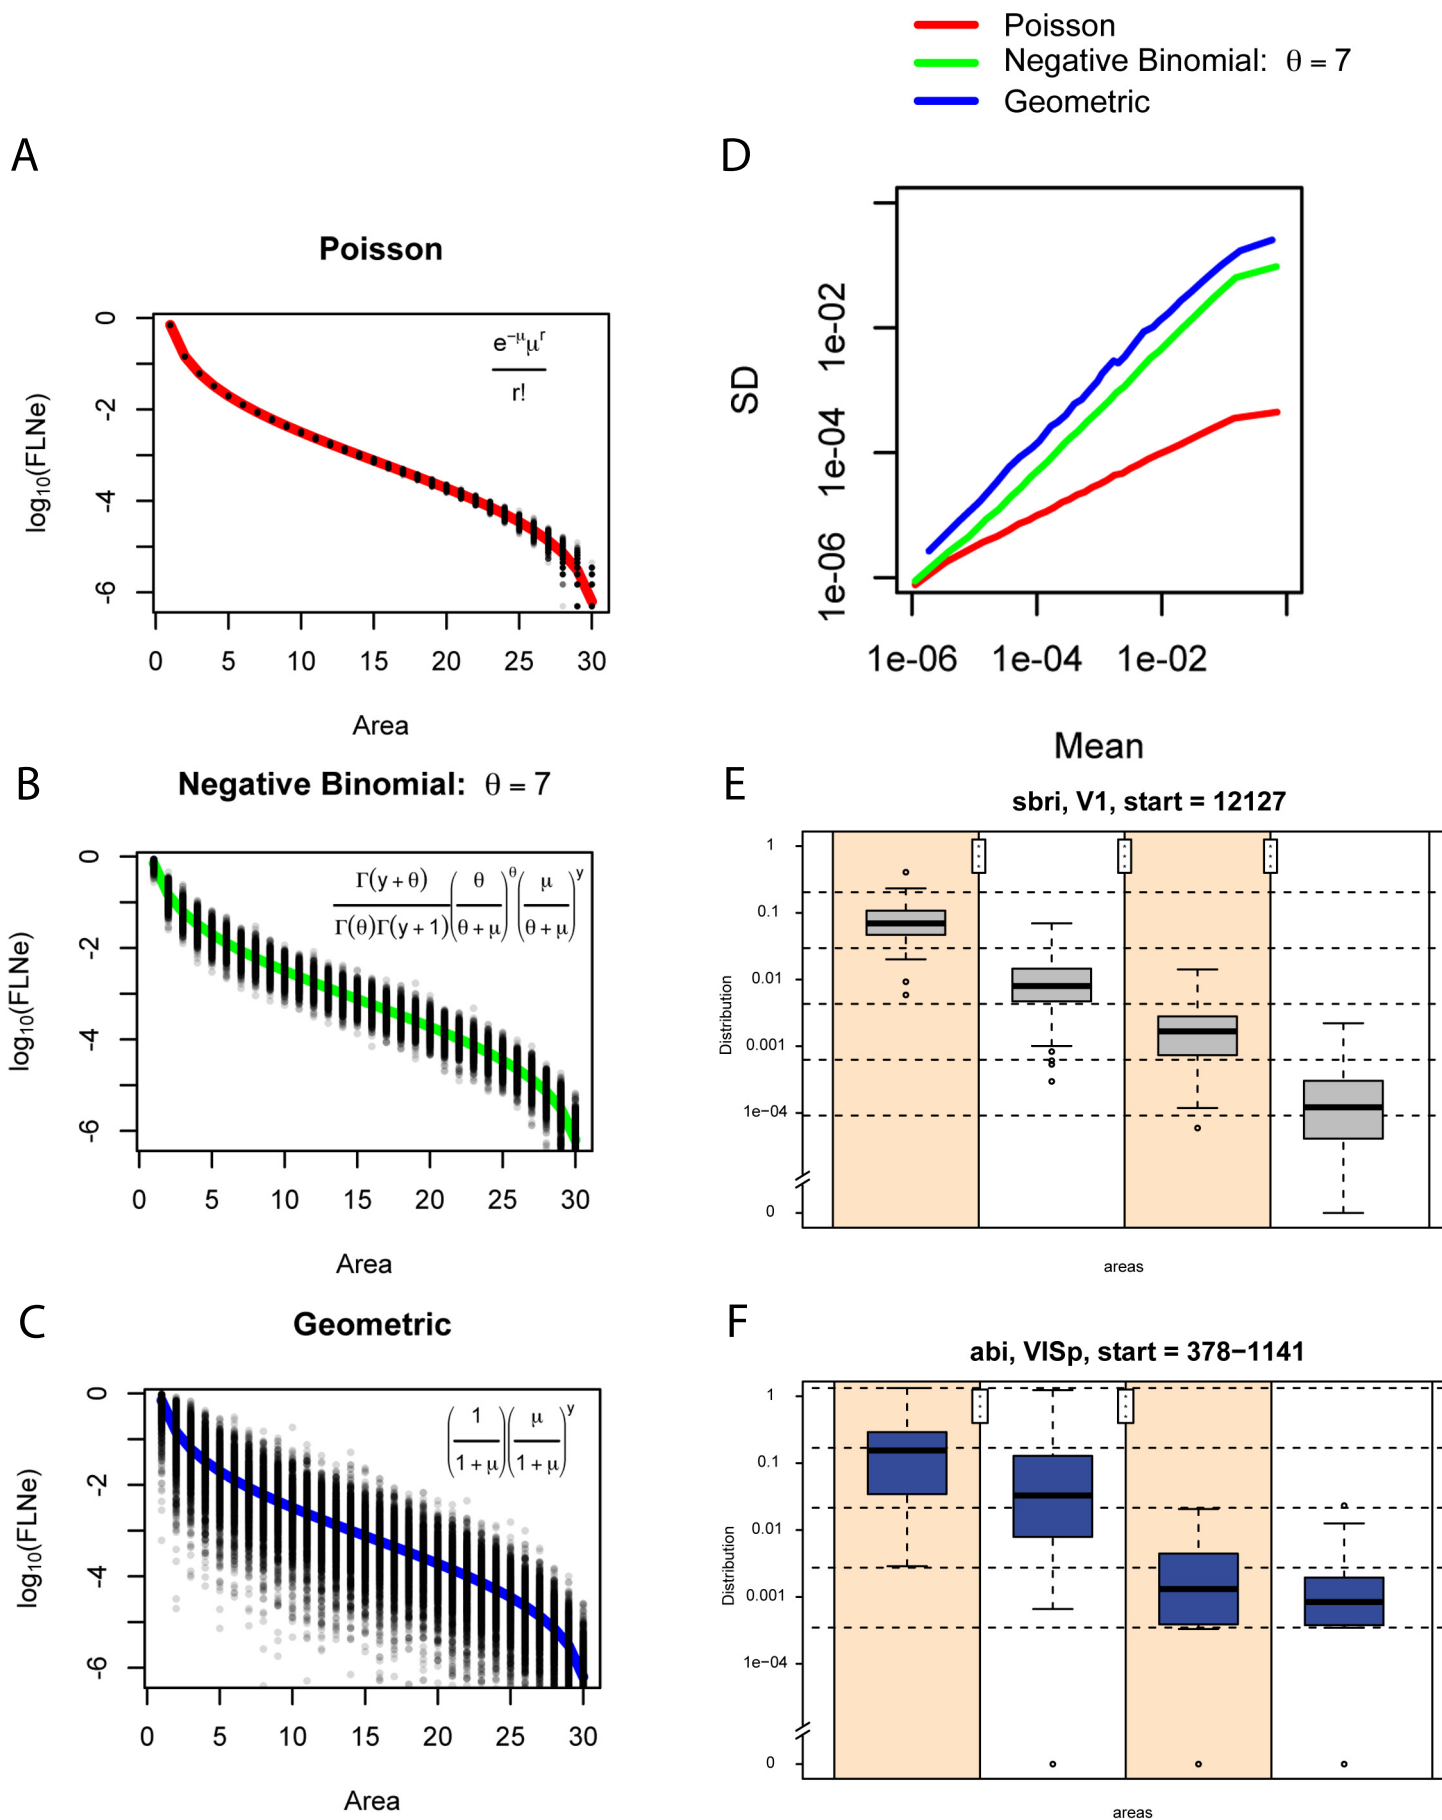 Poisson
Negative Binomial: θ = 7
Geometric
A
D
Poisson
e−μμr
r!
0
-2
-4
-6
log10(FLNe)
0 5 10 15 20 25 30
Area
SD
1e-02
1e-04
1e-06
1e-06 1e-04 1e-02
Mean
B
Negative Binomial: θ = 7
Γ(y + θ)
Γ(θ)Γ(y + 1)
(θ / θ + μ)θ (μ / θ + μ)y
0
-2
-4
-6
log10(FLNe)
0 5 10 15 20 25 30
Area
E
sbri, V1, start = 12127
1
0.1
0.01
0.001
1e−04
0
Distribution
* * *
* * *
* * *
areas
C
Geometric
(1 / 1 + μ)(μ / 1 + μ)y
0
-2
-4
-6
log10(FLNe)
0 5 10 15 20 25 30
Area
F
abi, VISp, start = 378−1141
1
0.1
0.01
0.001
1e−04
0
Distribution
* * *
* * *
areas